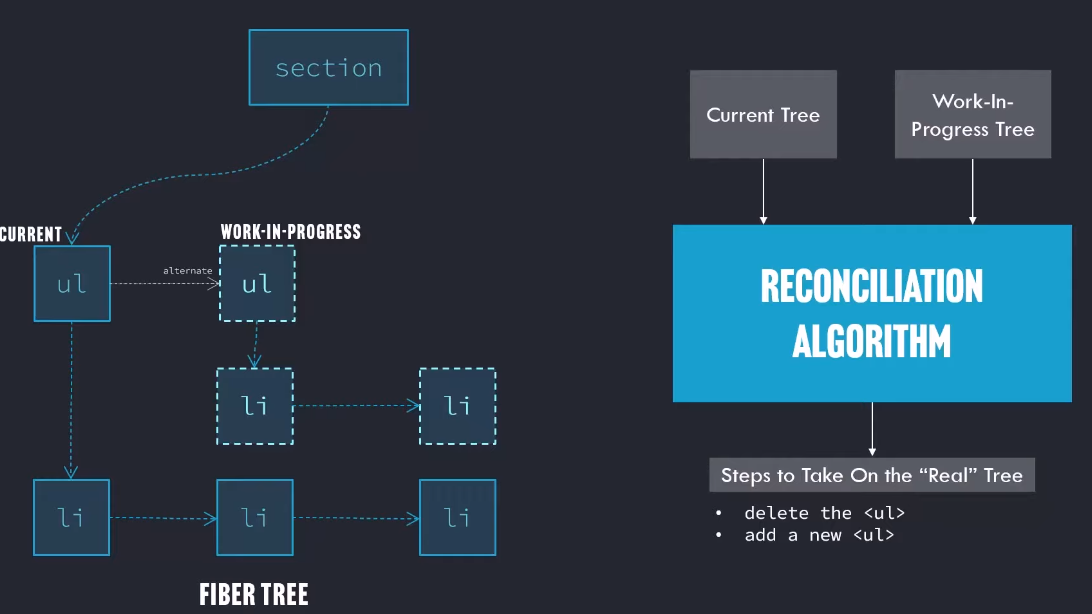 section
CURRENT
ul
alternate
WORK-IN-PROGRESS
ul
li
li
li
li
li
FIBER TREE
Current Tree
Work-In-
Progress Tree
RECONCILIATION
ALGORITHM
Steps to Take On the “Real” Tree
• delete the <ul>
• add a new <ul>